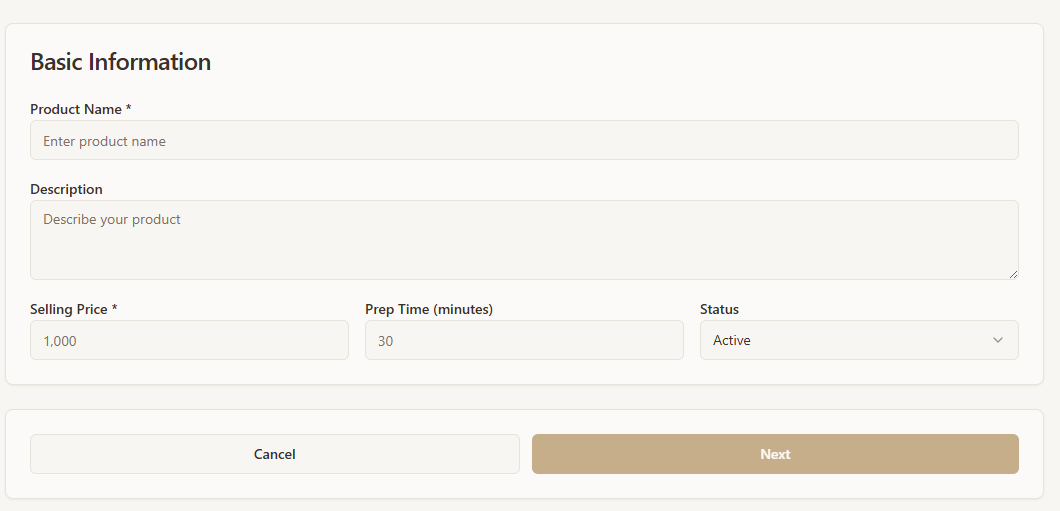 Basic Information
Product Name *
Enter product name
Description
Describe your product
Selling Price * Prep Time (minutes) Status
1,000 30 Active
Cancel Next